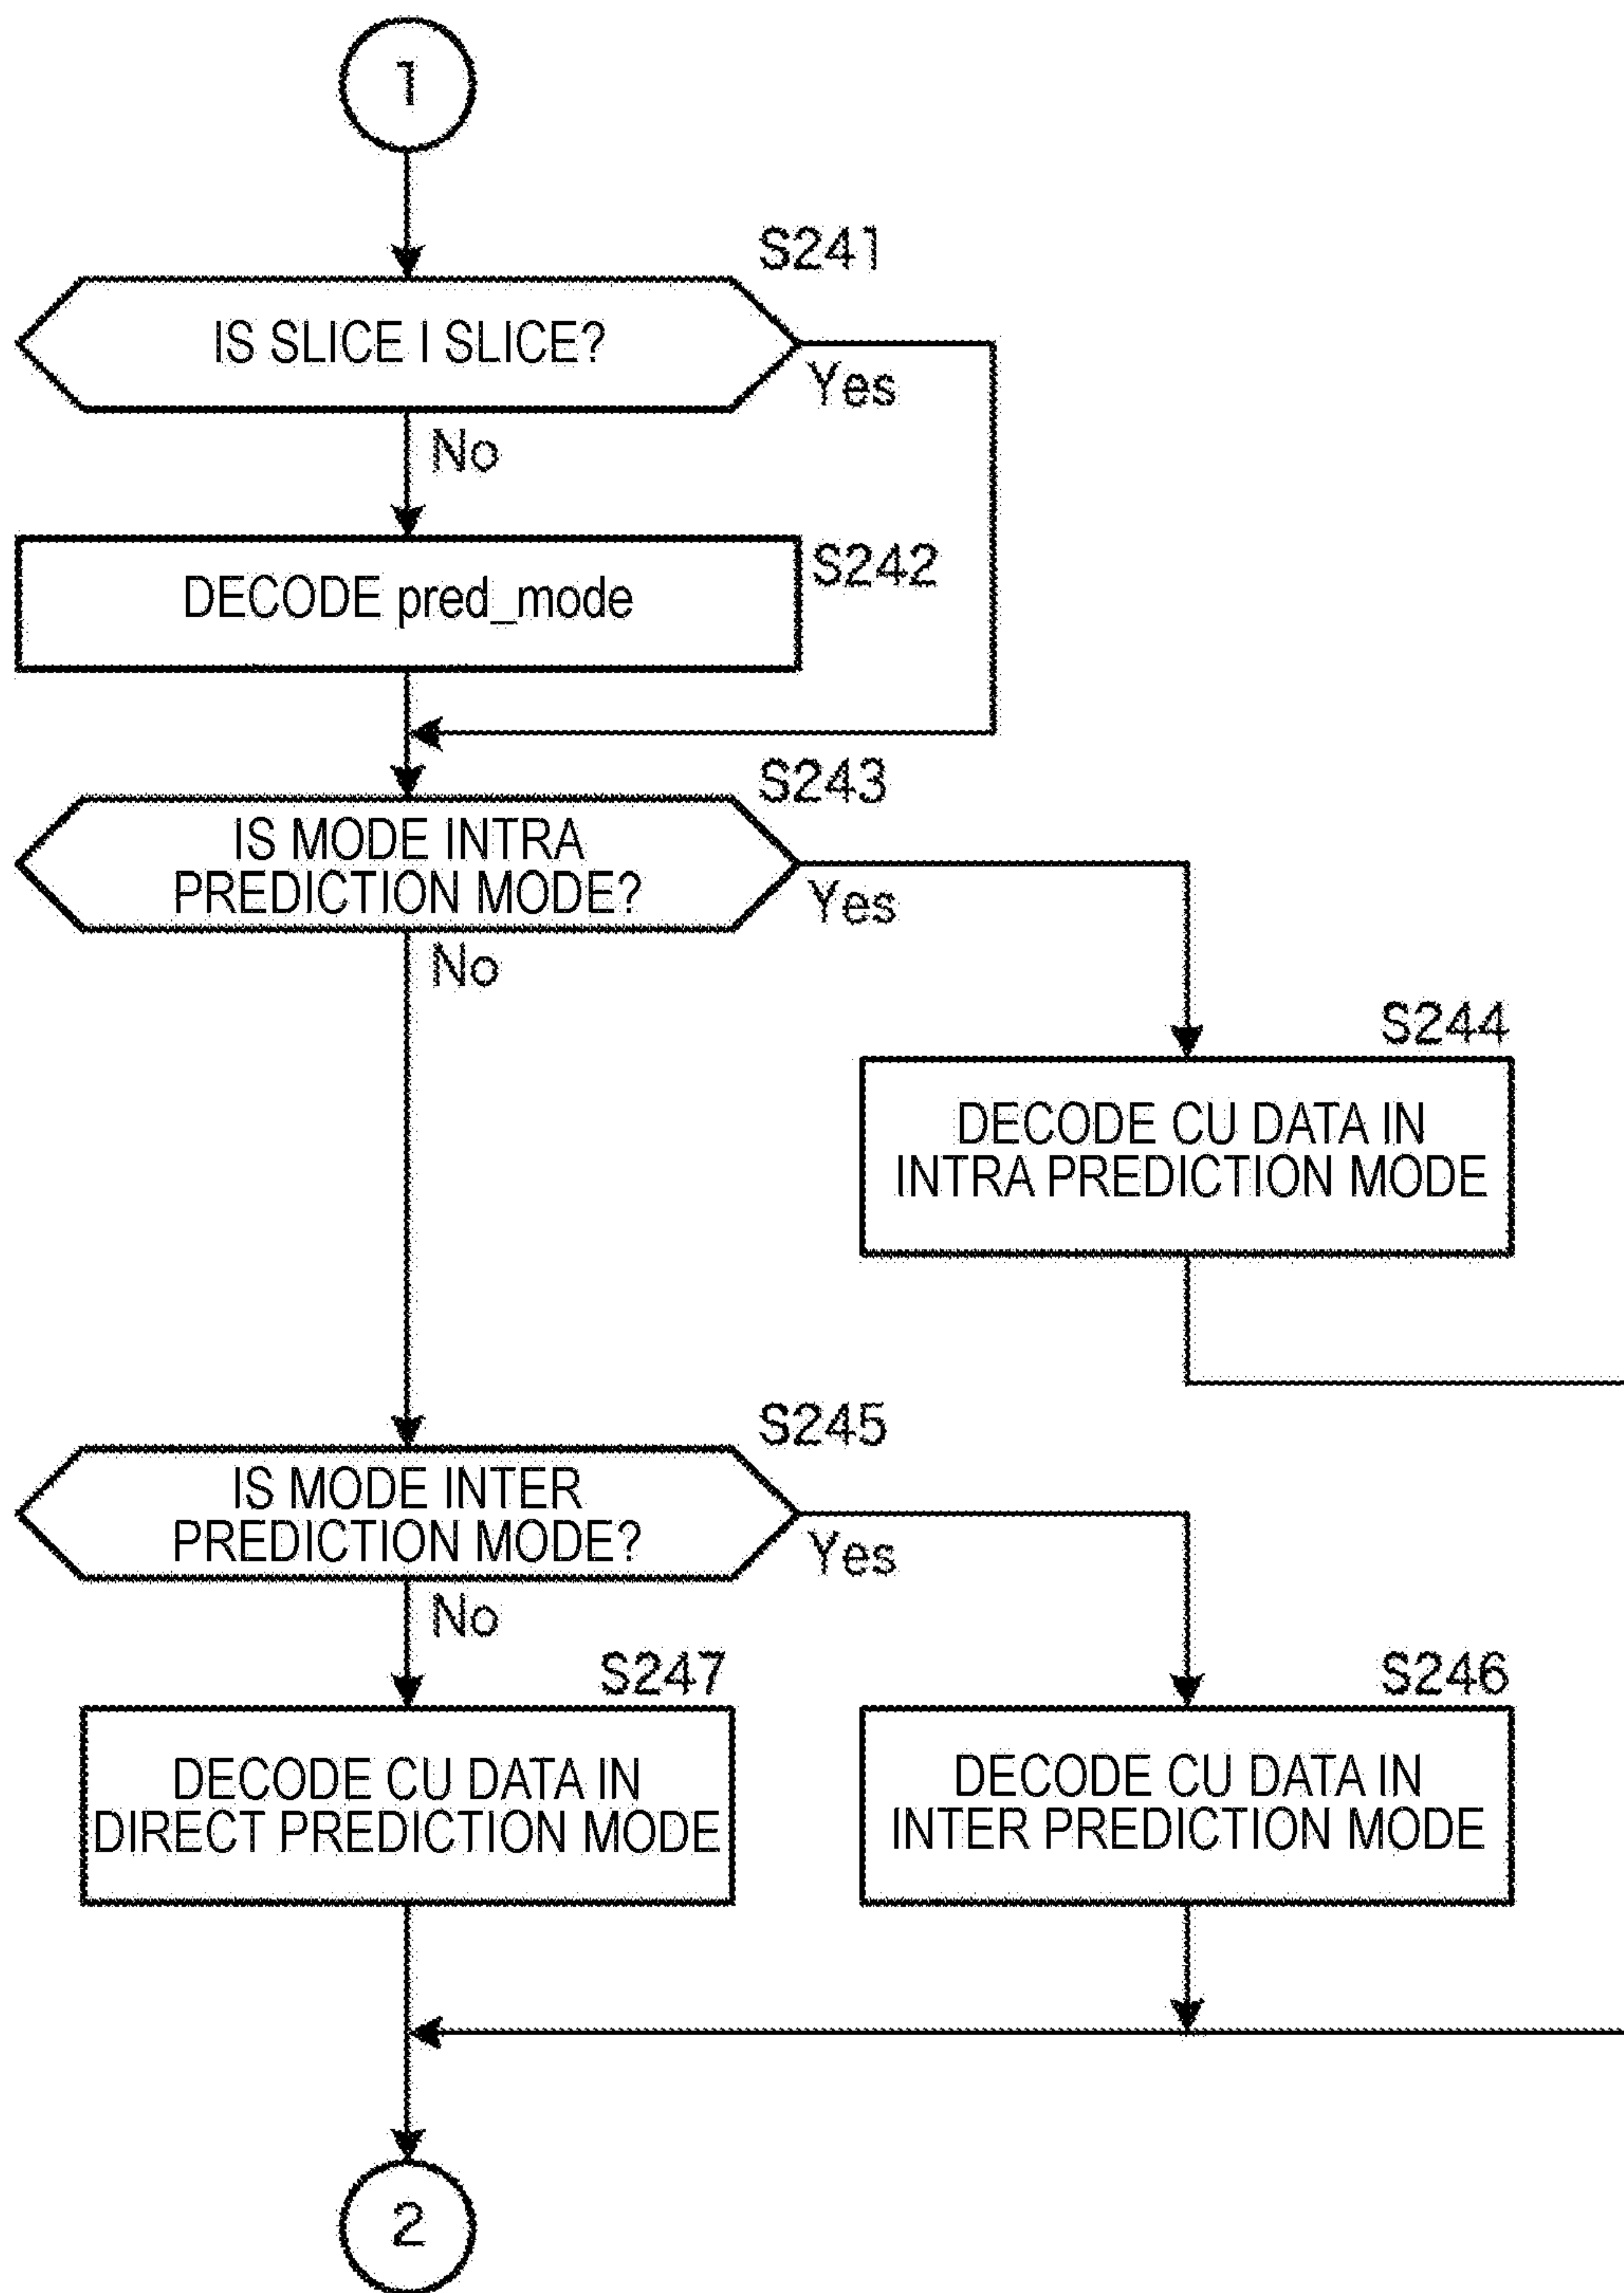 1
S241
IS SLICE I SLICE?
Yes
No
S242
DECODE pred_mode
S243
IS MODE INTRA
PREDICTION MODE?
Yes
No
S244
DECODE CU DATA IN
INTRA PREDICTION MODE
S245
IS MODE INTER
PREDICTION MODE?
Yes
No
S247
S246
DECODE CU DATA IN
DIRECT PREDICTION MODE
DECODE CU DATA IN
INTER PREDICTION MODE
2